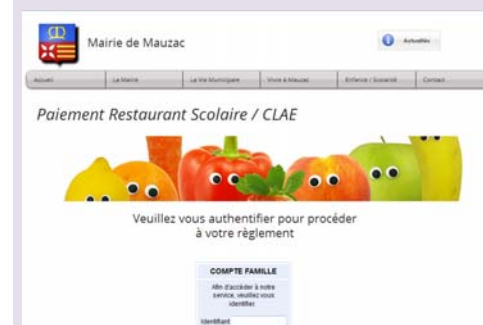 Mairie de Mauzac
Actualités
Accueil
La Mairie
La Vie Municipale
Vivre à Mauzac
Enfance / Scolarité
Contact
Paiement Restaurant Scolaire / CLAE
Veuillez vous authentifier pour procéder
à votre règlement
COMPTE FAMILLE
Afin d'accéder à notre
service, veuillez vous
identifier.
Identifiant